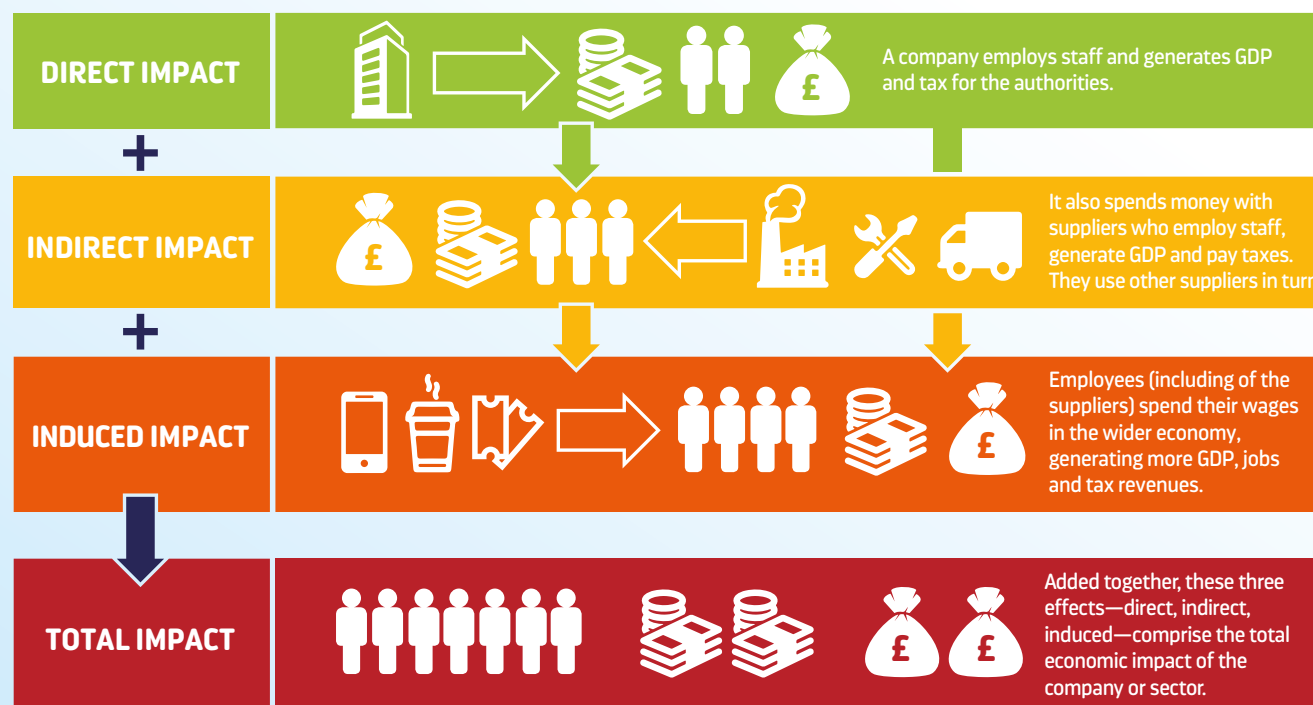 DIRECT IMPACT
£
A company employs staff and generates GDP
and tax for the authorities.
+
INDIRECT IMPACT
£
It also spends money with
suppliers who employ staff,
generate GDP and pay taxes.
They use other suppliers in turn
+
INDUCED IMPACT
£
Employees (including of the
suppliers) spend their wages
in the wider economy,
generating more GDP, jobs
and tax revenues.
TOTAL IMPACT
£ £
Added together, these three
effects—direct, indirect,
induced—comprise the total
economic impact of the
company or sector.